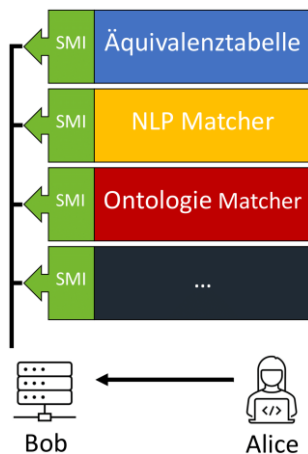 SMI Äquivalenztabelle
SMI NLP Matcher
SMI Ontologie Matcher
SMI ...
</>
Bob Alice